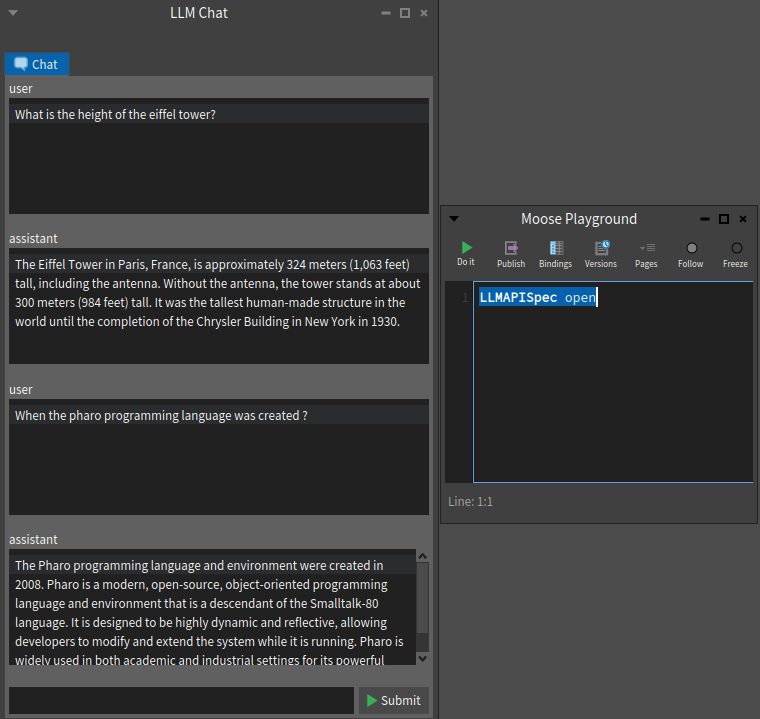 LLM Chat
Chat
user
What is the height of the eiffel tower?
assistant
The Eiffel Tower in Paris, France, is approximately 324 meters (1,063 feet)
tall, including the antenna. Without the antenna, the tower stands at about
300 meters (984 feet) tall. It was the tallest human-made structure in the
world until the completion of the Chrysler Building in New York in 1930.
user
When the pharo programming language was created ?
assistant
The Pharo programming language and environment were created in
2008. Pharo is a modern, open-source, object-oriented programming
language and environment that is a descendant of the Smalltalk-80
language. It is designed to be highly dynamic and reflective, allowing
developers to modify and extend the system while it is running. Pharo is
widely used in both academic and industrial settings for its powerful
Submit
Moose Playground
Do it Publish Bindings Versions Pages Follow Freeze
1 LLMAPISpec open
Line: 1:1